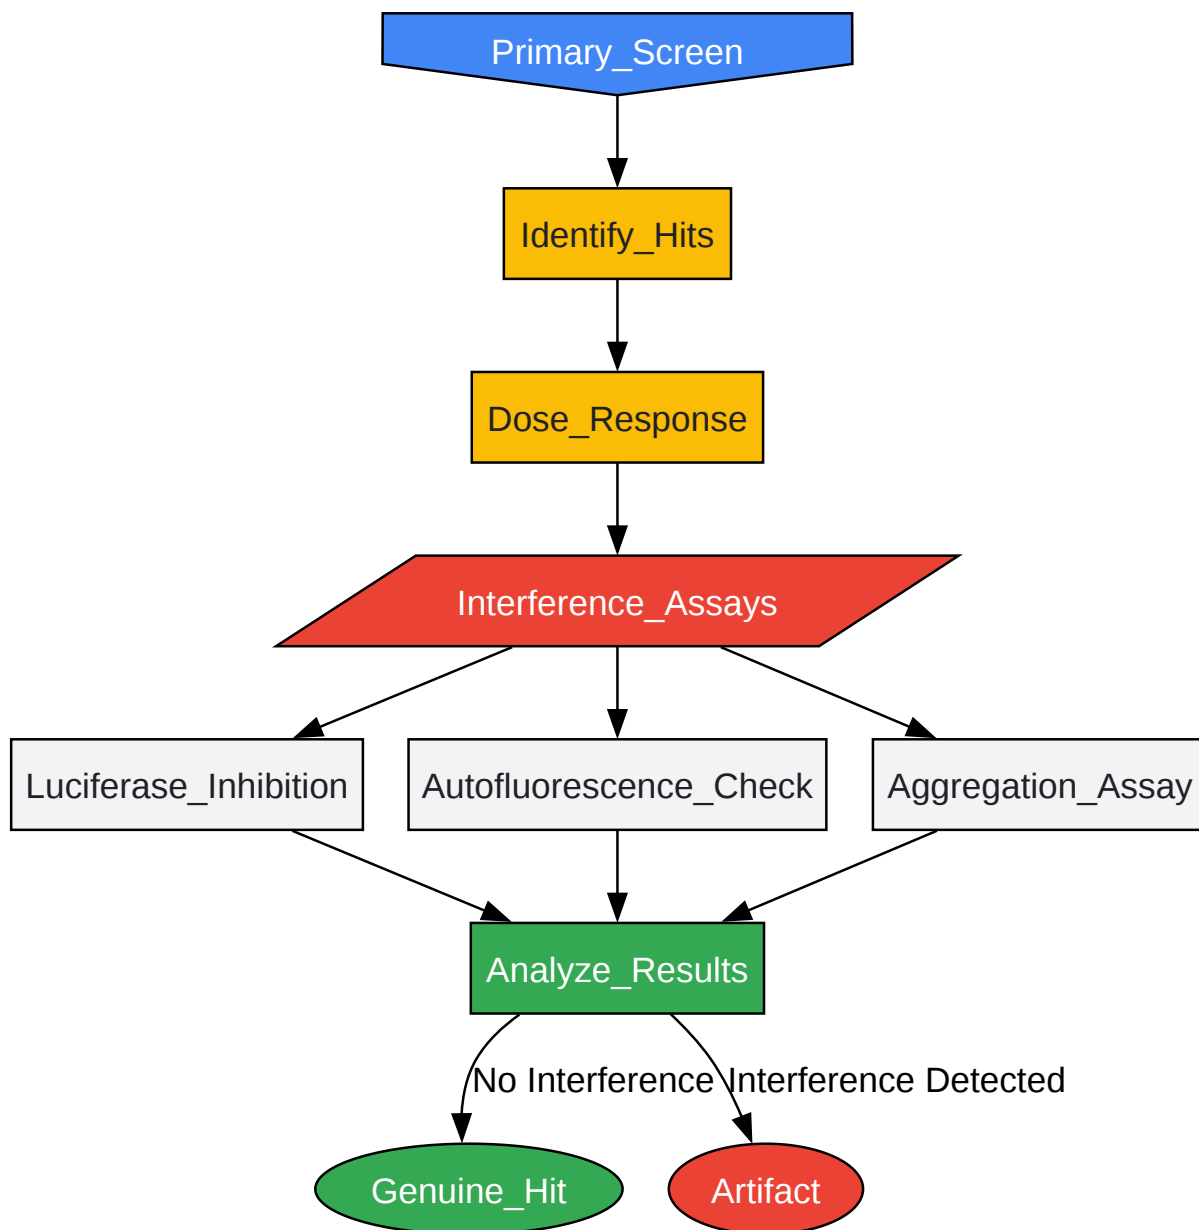 Primary_Screen
Identify_Hits
Dose_Response
Interference_Assays
Luciferase_Inhibition
Autofluorescence_Check
Aggregation_Assay
Analyze_Results
No Interference
Interference Detected
Genuine_Hit
Artifact